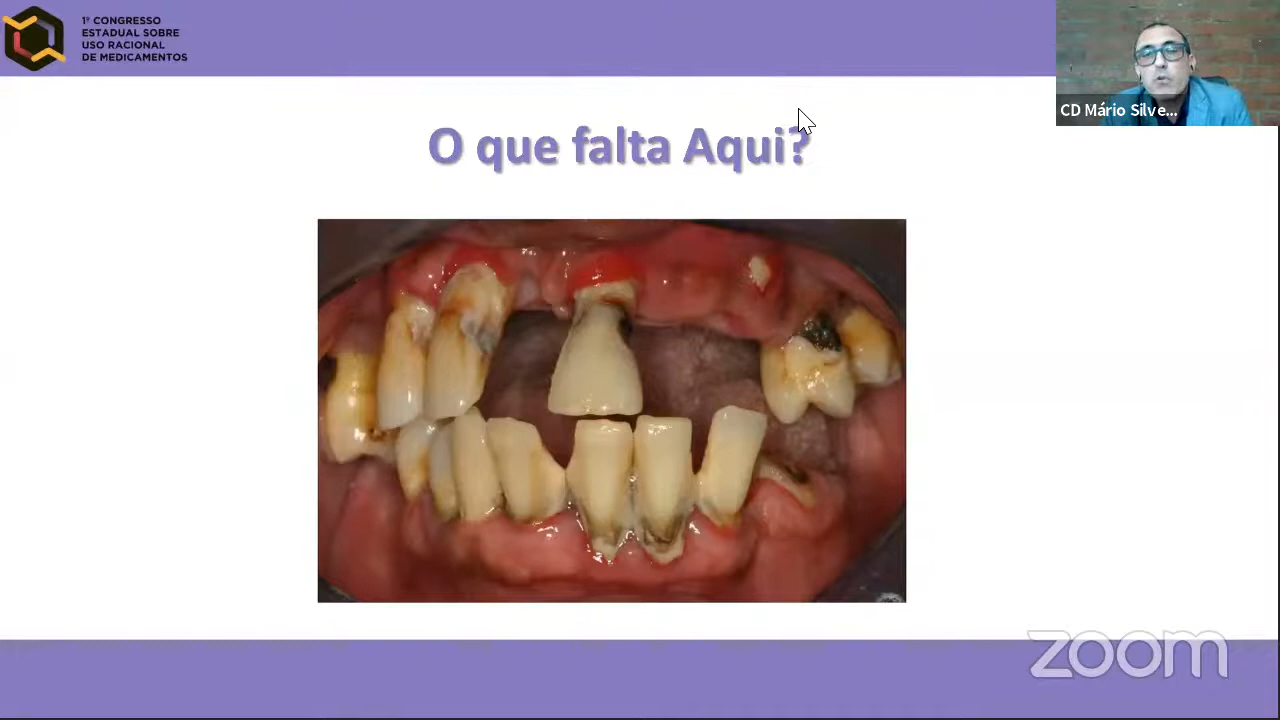 1º CONGRESSO
ESTADUAL SOBRE
USO RACIONAL
DE MEDICAMENTOS
CD Mário Silve...
O que falta Aqui?
zoom